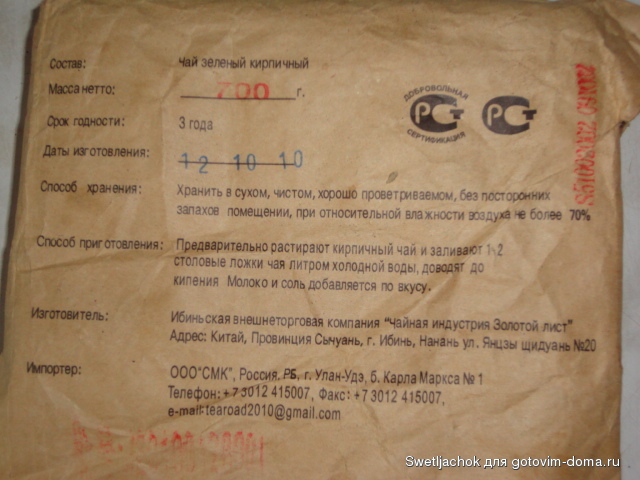 Состав: Чай зеленый кирпичный
Масса нетто: 700 г.
ДОБРОВОЛЬНАЯ
СЕРТИФИКАЦИЯ
Срок годности: 3 года
Даты изготовления: 12 10 10
Способ хранения: Хранить в сухом, чистом, хорошо проветриваемом, без посторонних
запахов помещении, при относительной влажности воздуха не более 70%
Способ приготовления: Предварительно растирают кирпичный чай и заливают 1-2
столовые ложки чая литром холодной воды, доводят до
кипения Молоко и соль добавляется по вкусу.
Изготовитель: Ибиньская внешнеторговая компания "Чайная индустрия Золотой лист"
Адрес: Китай, Провинция Сычуань, г. Ибинь, Нанань ул. Янцзы щидуань №20
Импортер: ООО"СМК", Россия, РБ, г. Улан-Удэ, б. Карла Маркса № 1
Телефон: +7 3012 415007, Факс: +7 3012 415007,
e-mail:tearoad2010@gmail.com
Swetljachok для gotovim-doma.ru